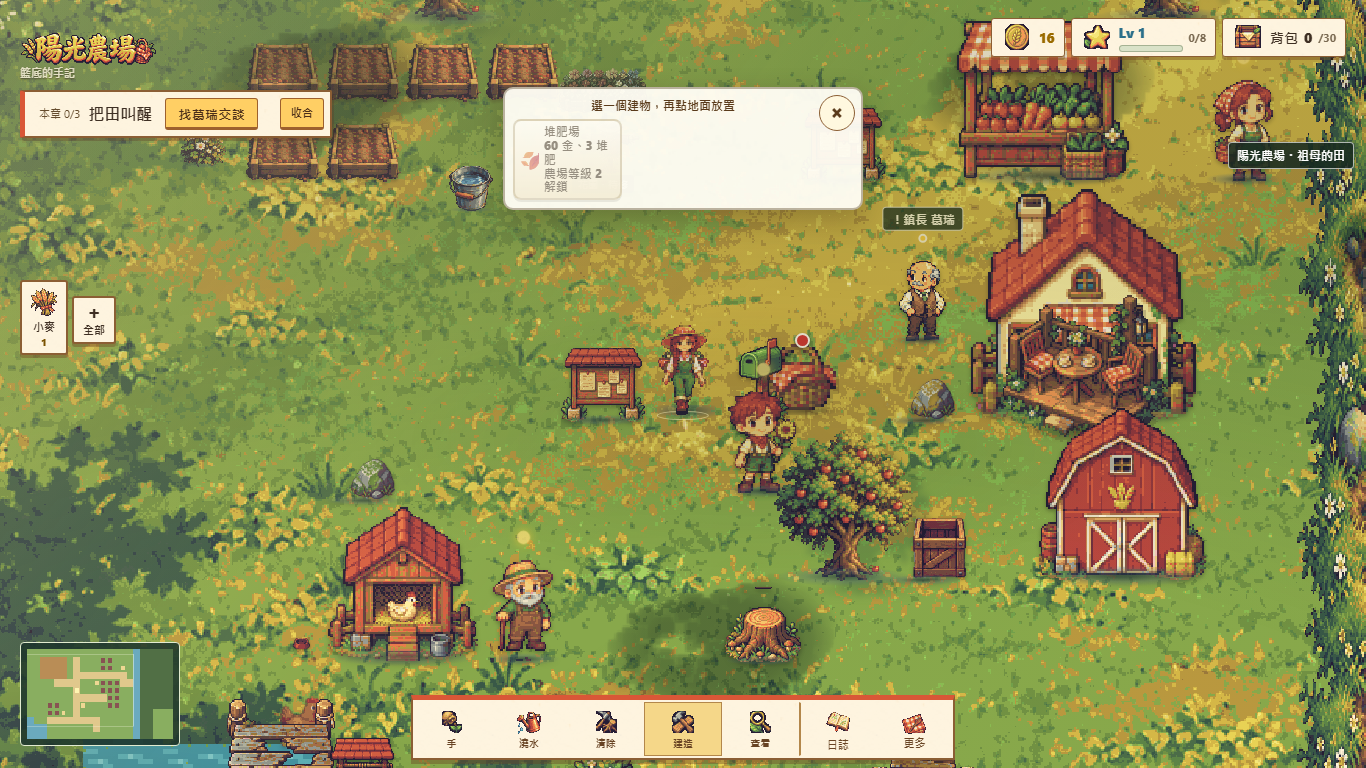 陽光農場
籃底的手記
本章 0/3 把田叫醒 找葛瑞交談 收合
16
Lv 1 0/8
背包 0 /30
選一個建物，再點地面放置
堆肥場
60 金、3 堆
肥
農場等級 2
解鎖
陽光農場・祖母的田
! 鎮長 葛瑞
小麥
1
+
全部
手 澆水 清除 建造 查看 日誌 更多